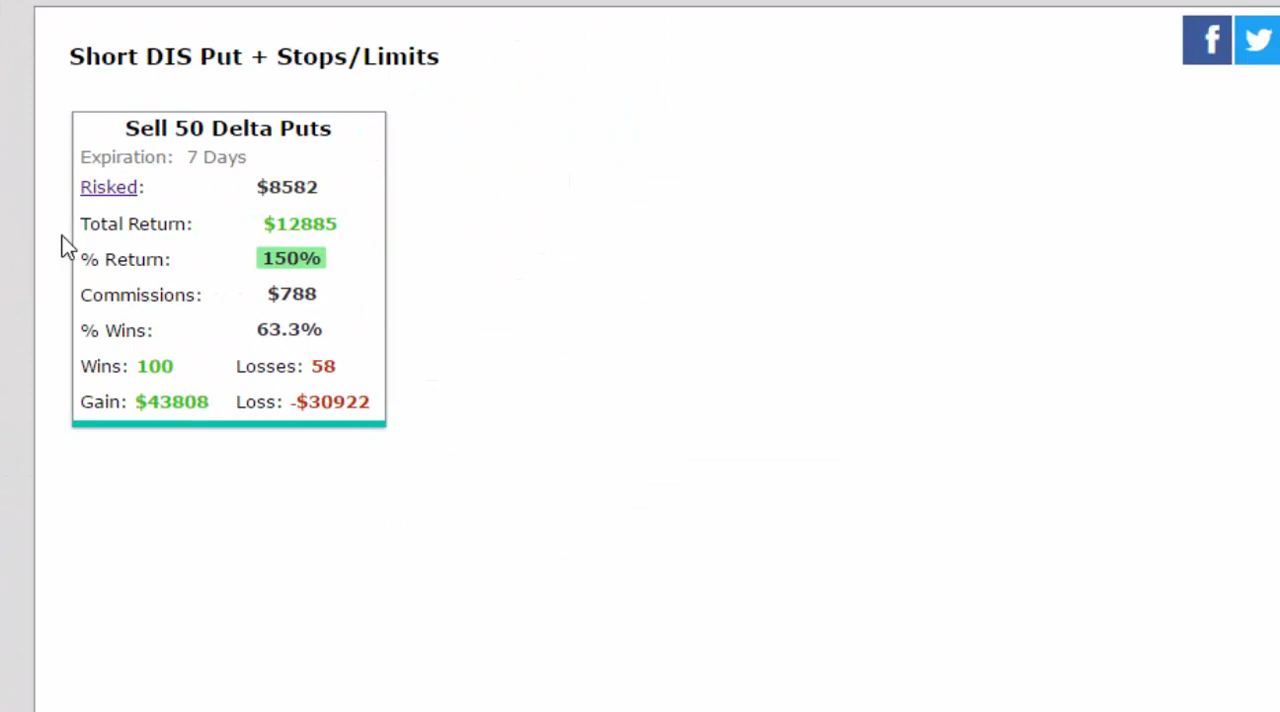 Short DIS Put + Stops/Limits
Sell 50 Delta Puts
Expiration: 7 Days
Risked: $8582
Total Return: $12885
% Return: 150%
Commissions: $788
% Wins: 63.3%
Wins: 100 Losses: 58
Gain: $43808 Loss: -$30922